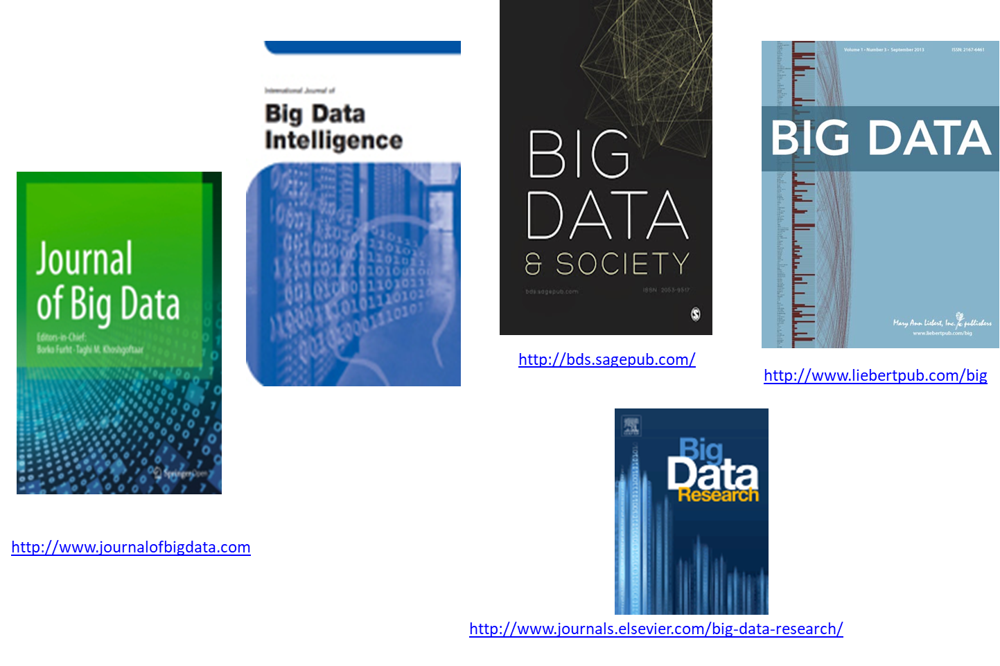 Journal
of Big Data
Editors-in-Chief:
Borko Furht · Taghi M. Khoshgoftaar
SpringerOpen
http://www.journalofbigdata.com
International Journal of
Big Data
Intelligence
BIG
DATA
& SOCIETY
bds.sagepub.com ISSN 2053-9517
http://bds.sagepub.com/
Volume 1 • Number 3 • September 2013 ISSN: 2167-6461
BIG DATA
Mary Ann Liebert, Inc. publishers
www.liebertpub.com/big
http://www.liebertpub.com/big
Big
Data
Research
http://www.journals.elsevier.com/big-data-research/